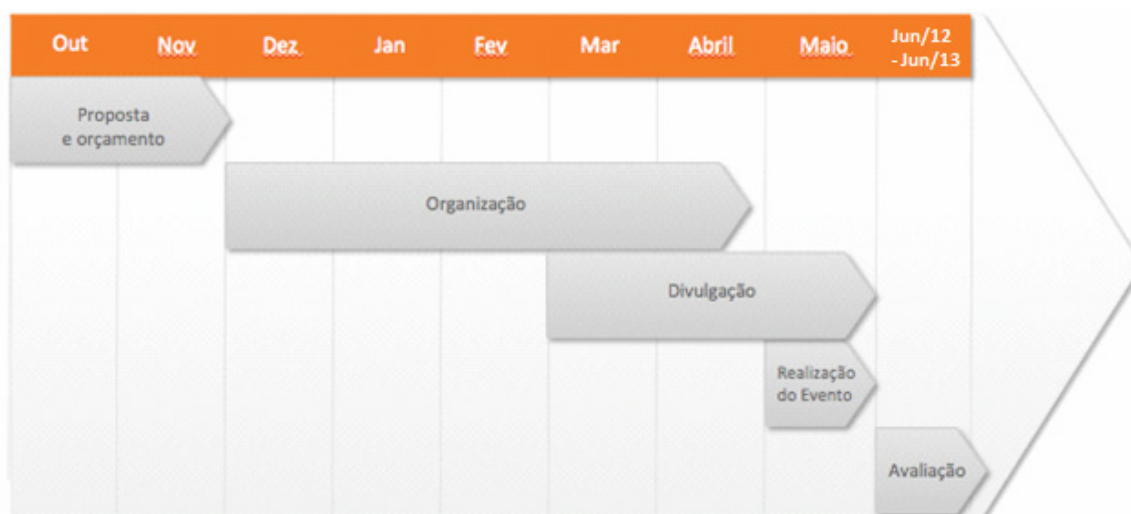 Out Nov Dez Jan Fev Mar Abril Maio Jun/12
-Jun/13
Proposta
e orçamento
Organização
Divulgação
Realização
do Evento
Avaliação